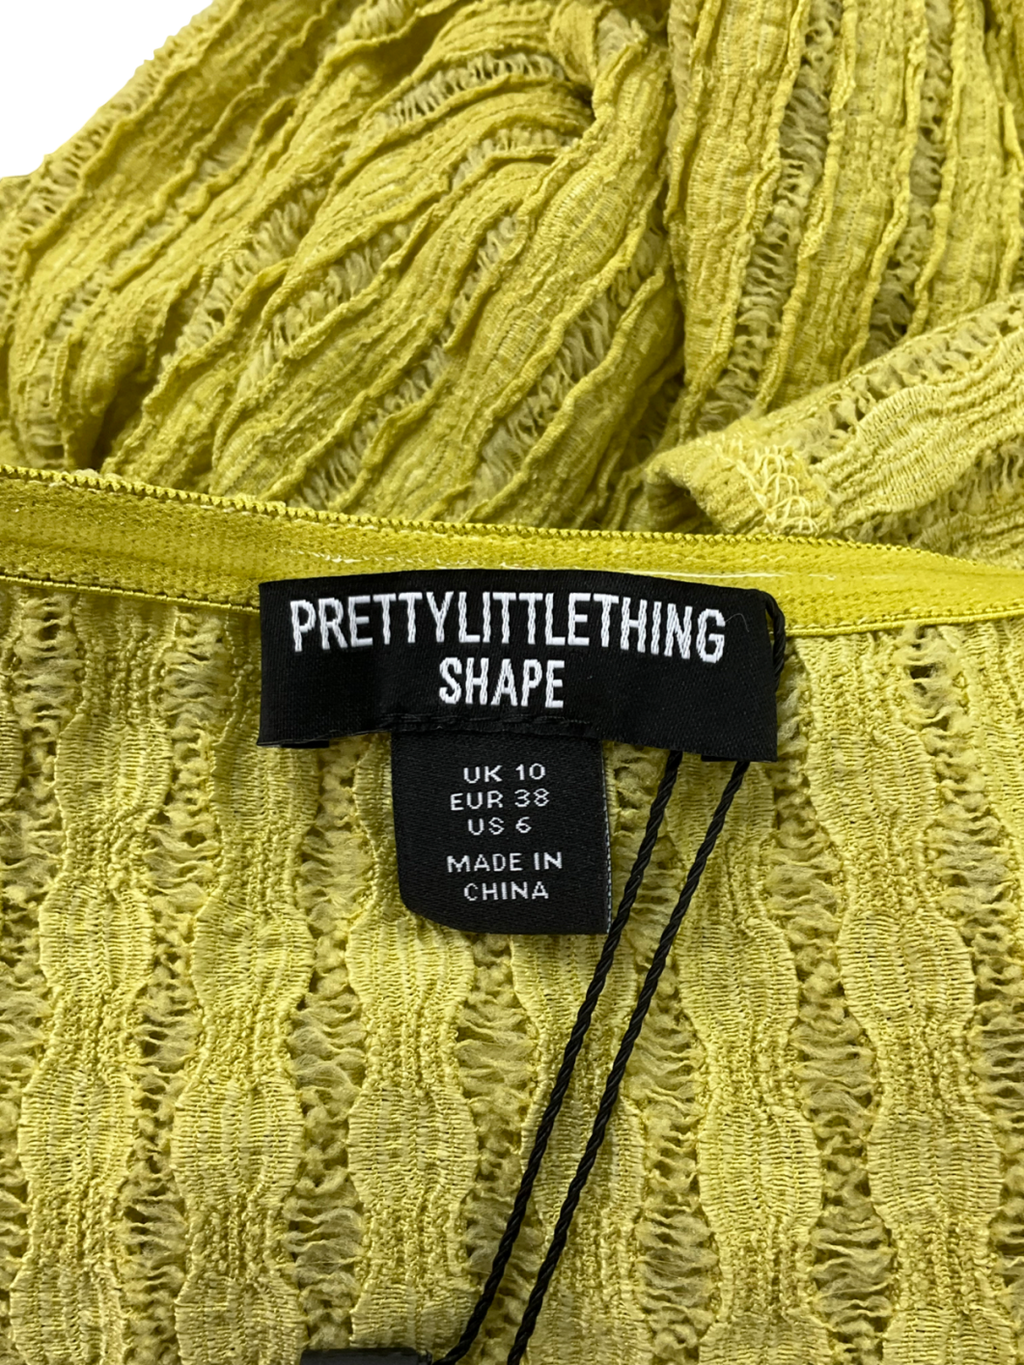 PRETTYLITTLETHING
SHAPE
UK 10
EUR 38
US 6
MADE IN
CHINA